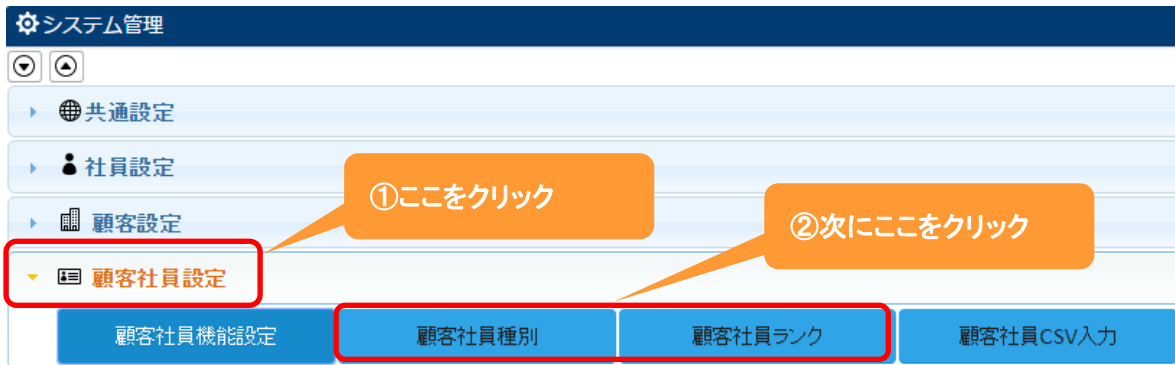 システム管理
共通設定
社員設定
①ここをクリック
顧客設定
②次にここをクリック
顧客社員設定
顧客社員機能設定 顧客社員種別 顧客社員ランク 顧客社員CSV入力